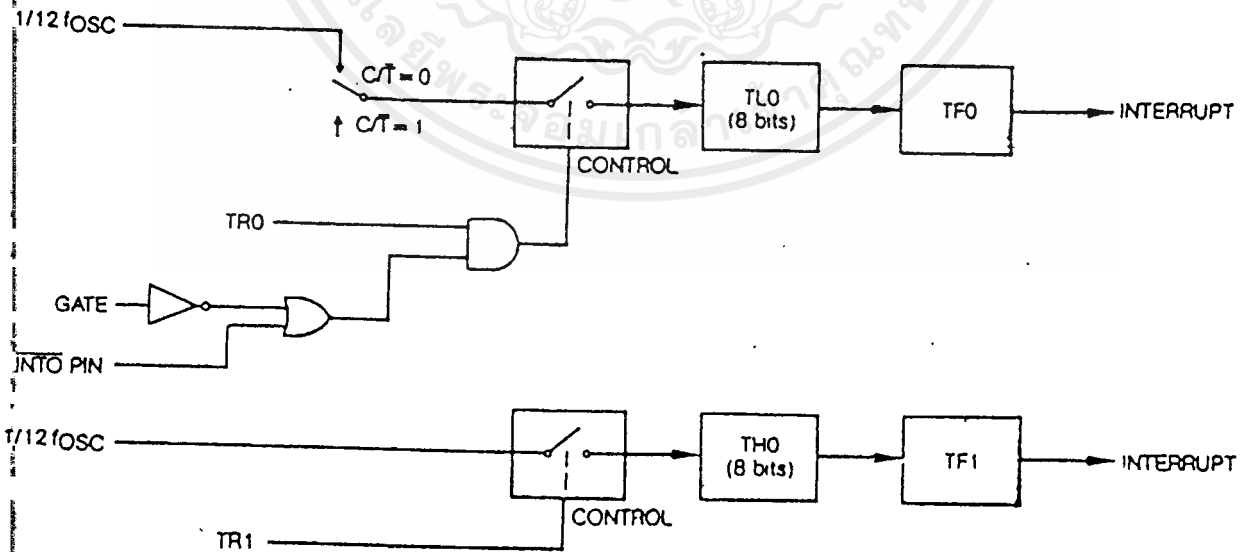 1/12 fOSC
C/T̅ = 0
C/T̅ = 1
CONTROL
TL0
(8 bits)
TF0
INTERRUPT
TR0
GATE
I̅N̅T̅0̅ PIN
1/12 fOSC
CONTROL
TH0
(8 bits)
TF1
INTERRUPT
TR1